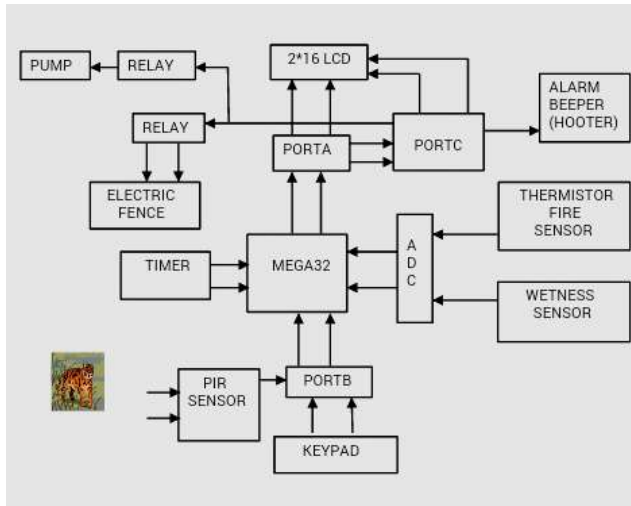 2*16 LCD
PUMP
RELAY
ALARM
BEEPER
(HOOTER)
RELAY
PORTA
PORTC
ELECTRIC
FENCE
THERMISTOR
FIRE
SENSOR
TIMER
MEGA32
A
D
C
WETNESS
SENSOR
PIR
SENSOR
PORTB
KEYPAD